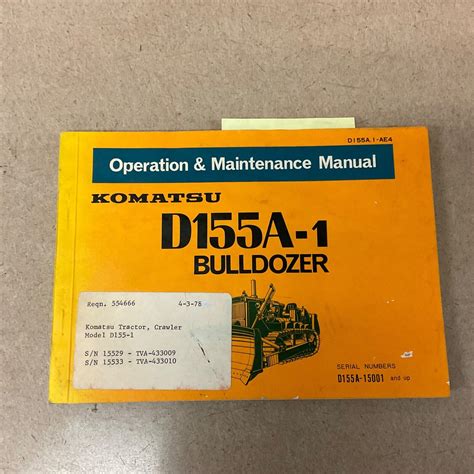 D155A.1-AE4
Operation & Maintenance Manual
KOMATSU
D155A-1
BULLDOZER
Reqn. 554666 4-3-78
Komatsu Tractor, Crawler
Model D155-1
S/N 15529 - TVA-433009
S/N 15533 - TVA-433010
SERIAL NUMBERS
D155A-15001 and up